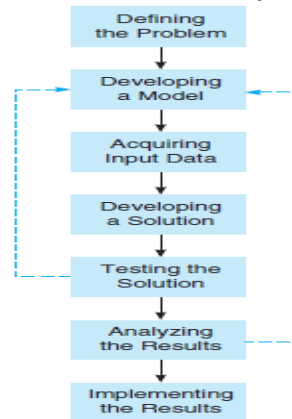 Defining
the Problem
Developing
a Model
Acquiring
Input Data
Developing
a Solution
Testing the
Solution
Analyzing
the Results
Implementing
the Results